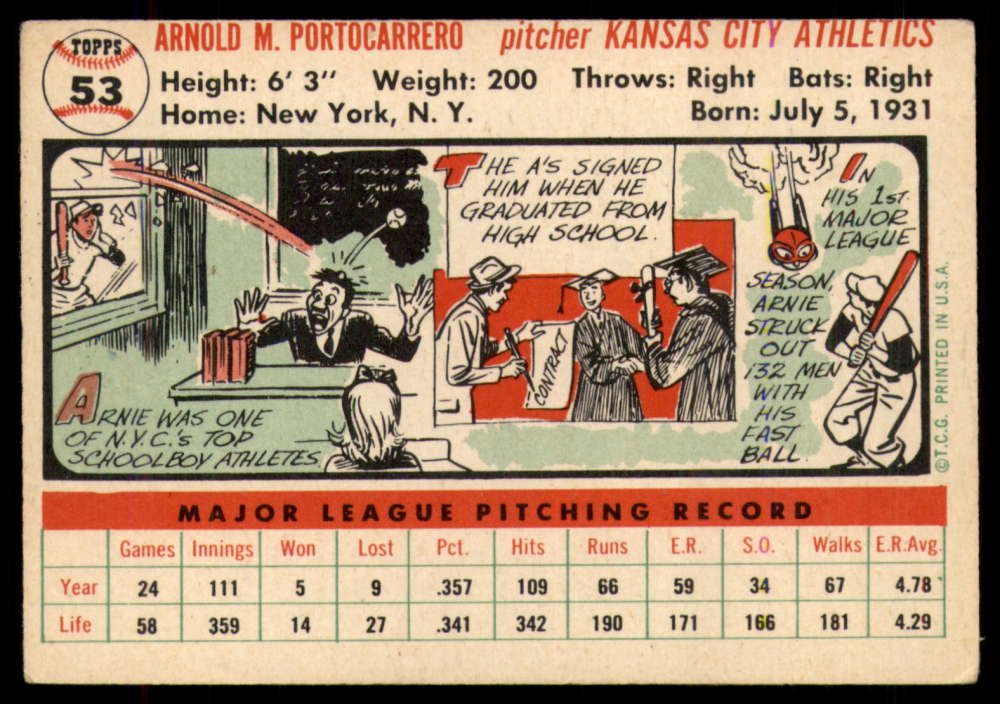 TOPPS
53
ARNOLD M. PORTOCARRERO pitcher KANSAS CITY ATHLETICS
Height: 6' 3" Weight: 200 Throws: Right Bats: Right
Home: New York, N. Y. Born: July 5, 1931
ARNIE WAS ONE
OF N.Y.C.'s TOP
SCHOOLBOY ATHLETES.
THE A'S SIGNED
HIM WHEN HE
GRADUATED FROM
HIGH SCHOOL.
CONTRACT
IN
HIS 1ST
MAJOR
LEAGUE
SEASON,
ARNIE
STRUCK
OUT
132 MEN
WITH
HIS
FAST
BALL.
©T.C.G. PRINTED IN U.S.A.
MAJOR LEAGUE PITCHING RECORD
Games Innings Won Lost Pct. Hits Runs E.R. S.O. Walks E.R.Avg.
Year 24 111 5 9 .357 109 66 59 34 67 4.78
Life 58 359 14 27 .341 342 190 171 166 181 4.29